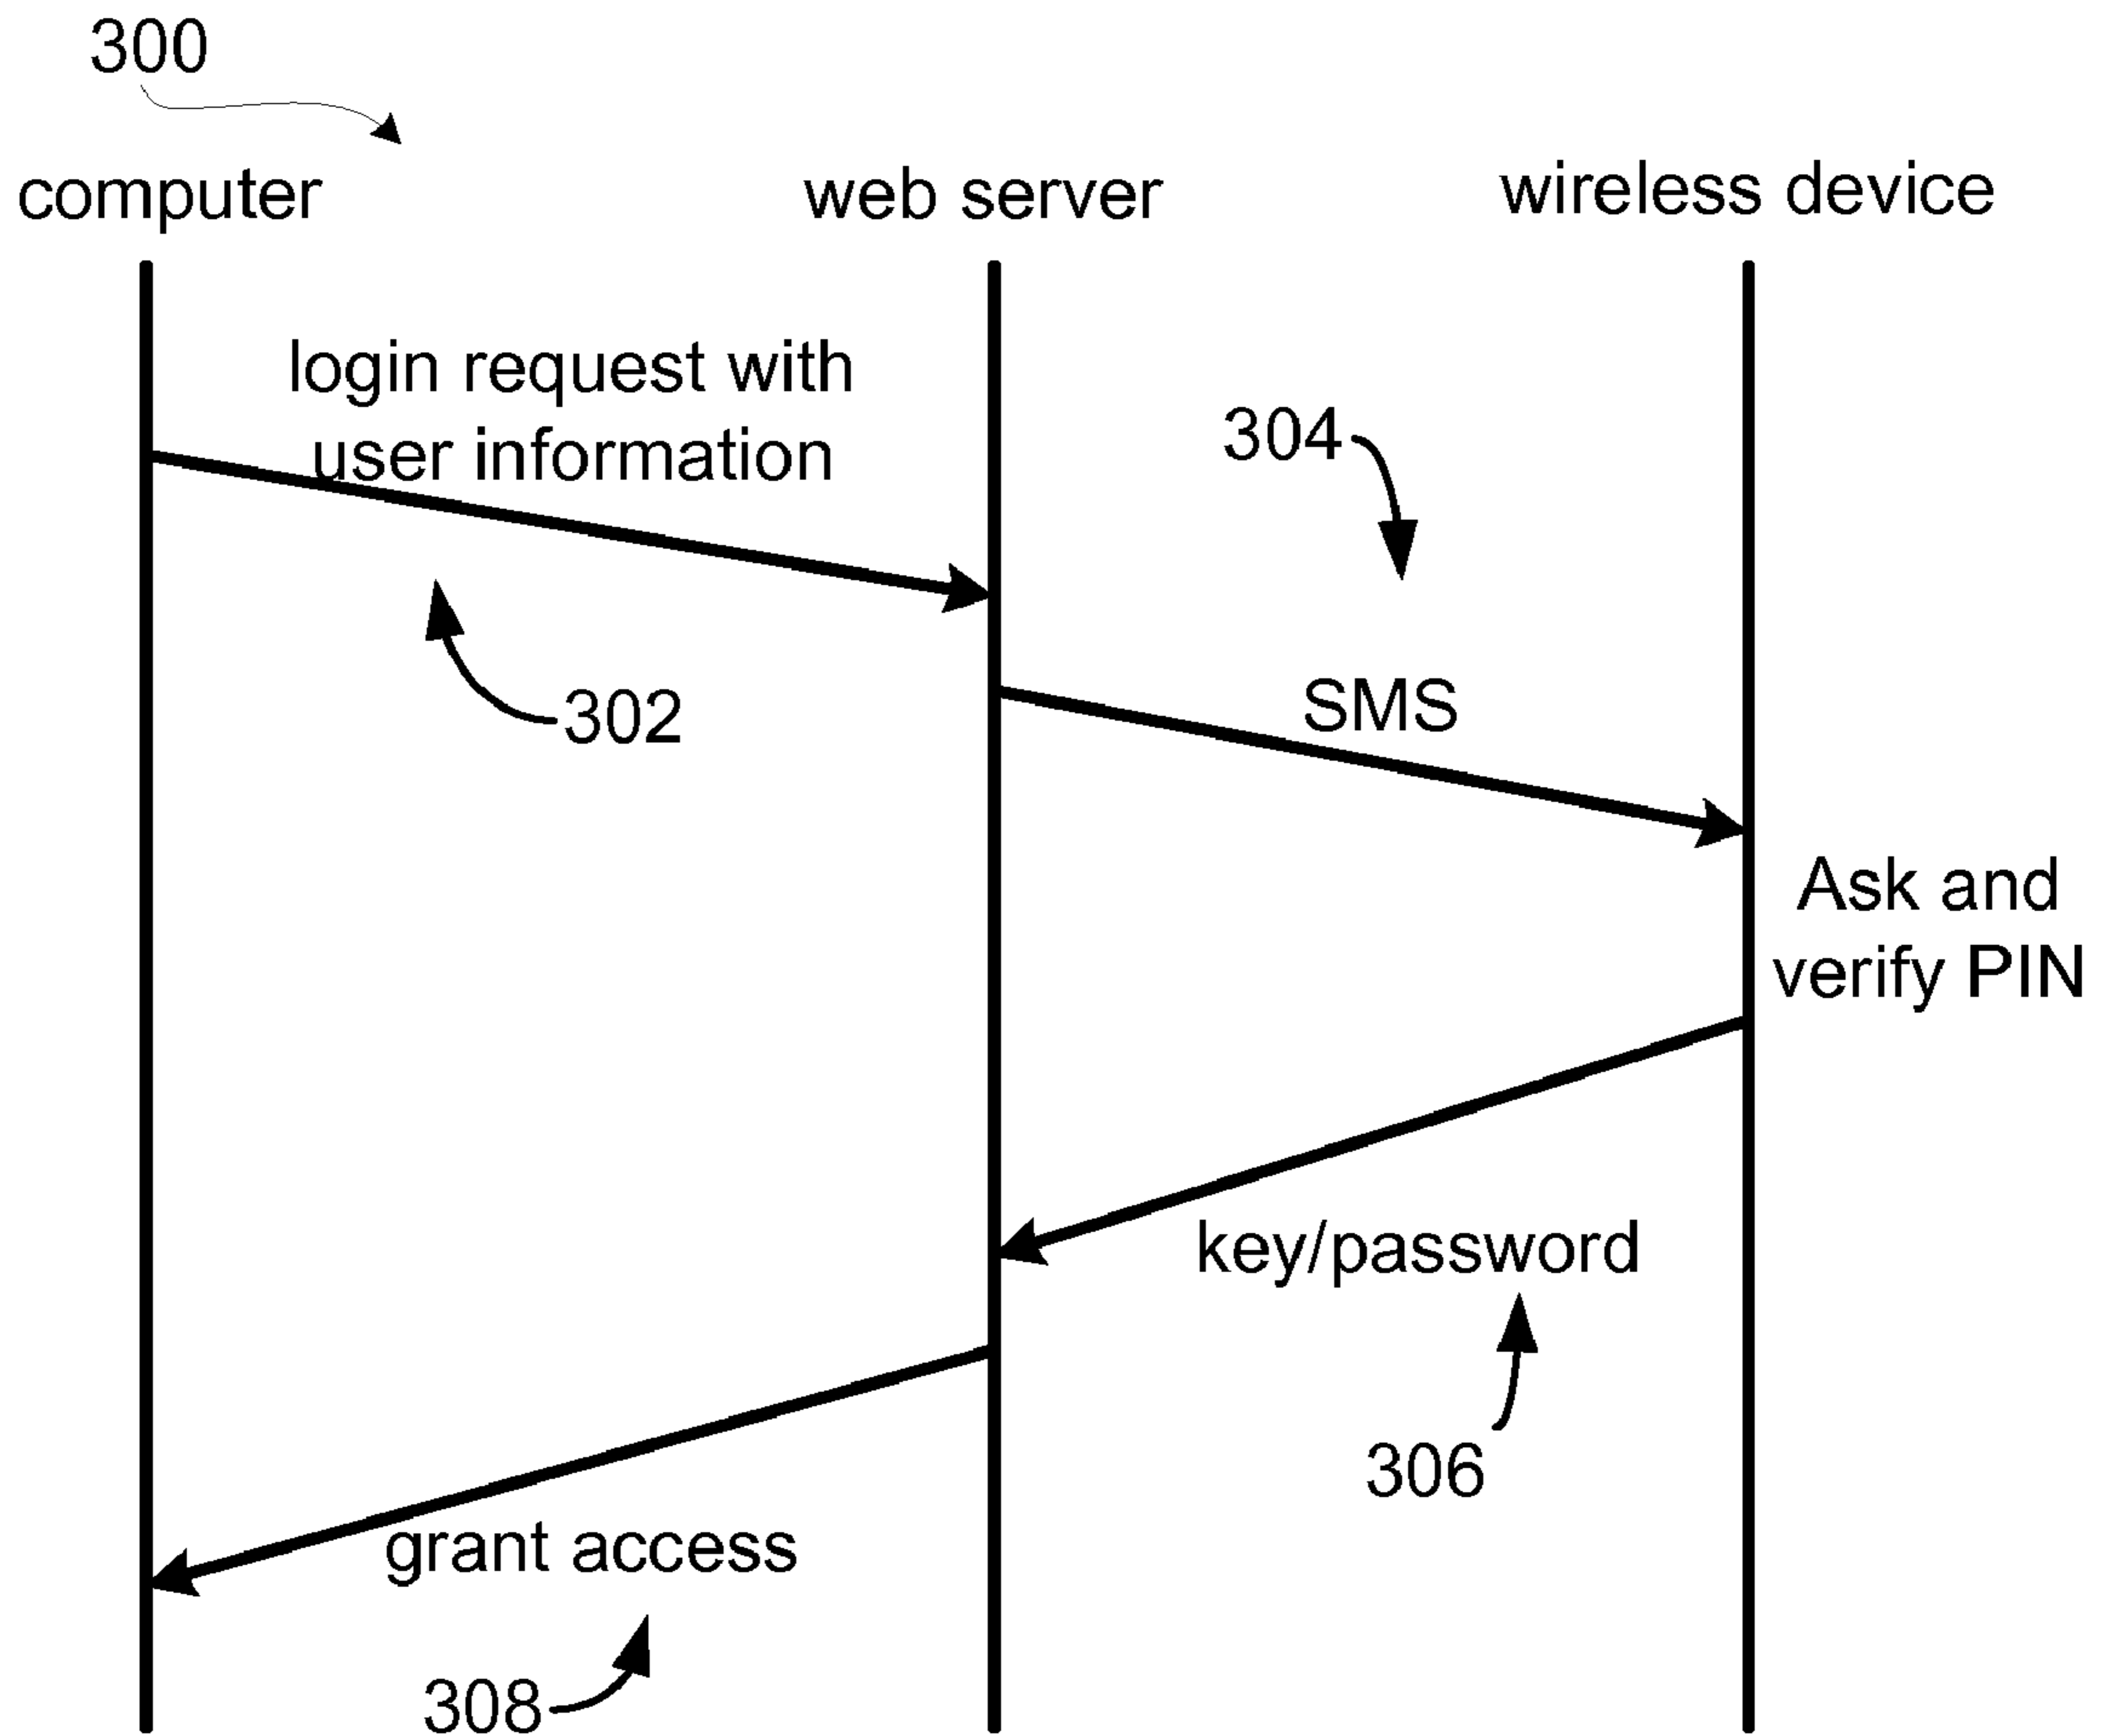 300
computer
web server
wireless device
login request with
user information
304
302
SMS
Ask and
verify PIN
key/password
306
grant access
308